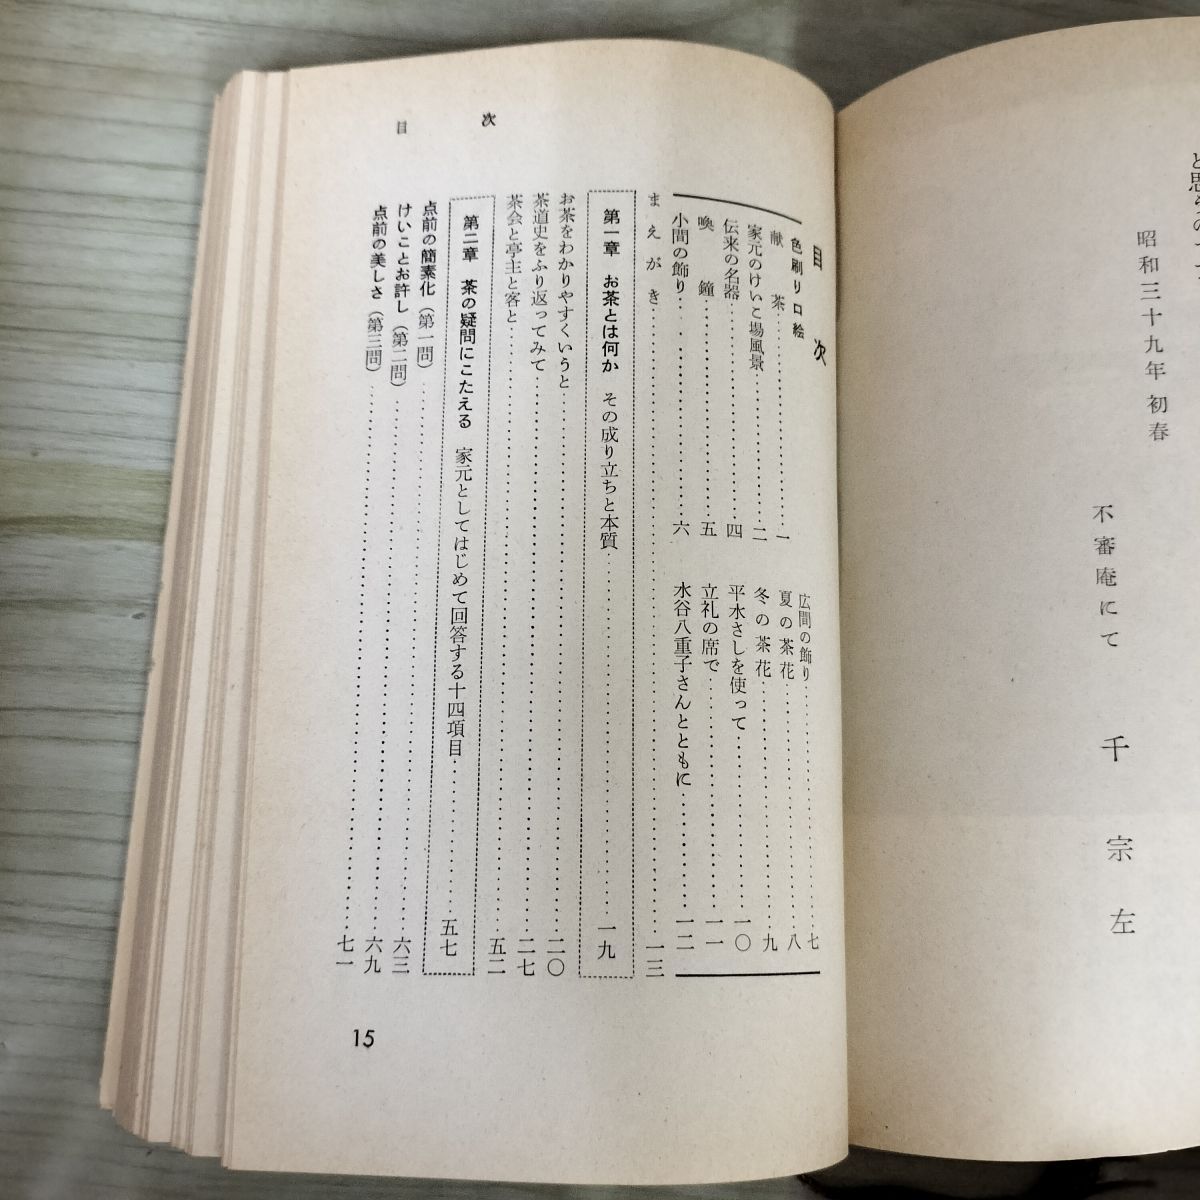 と思うので
昭和三十九年 初春
不審庵にて
千宗左
目次
目次
色刷り口絵
献茶……一
家元のけいこ場風景……二
伝来の名器……四
喚鐘……五
小間の飾り……六
広間の飾り……七
夏の茶花……八
冬の茶花……九
平水さしを使って……一〇
立礼の席で……一一
水谷八重子さんとともに……一二
まえがき……一三
第一章 お茶とは何か その成り立ちと本質……一九
お茶をわかりやすくいうと……二〇
茶道史をふり返ってみて……二七
茶会と亭主と客と……五二
第二章 茶の疑問にこたえる 家元としてはじめて回答する十四項目……五七
点前の簡素化(第一問)……六三
けいことお許し(第二問)……六九
点前の美しさ(第三問)……七一
15